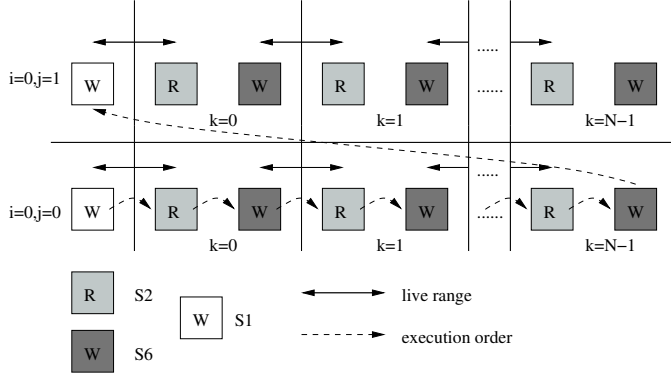 .....
i=0,j=1 W R W R W ...... R W
k=0 k=1 k=N−1
.....
i=0,j=0 W R W R W ...... R W
k=0 k=1 k=N−1
R S2 W S1 live range
W S6 execution order